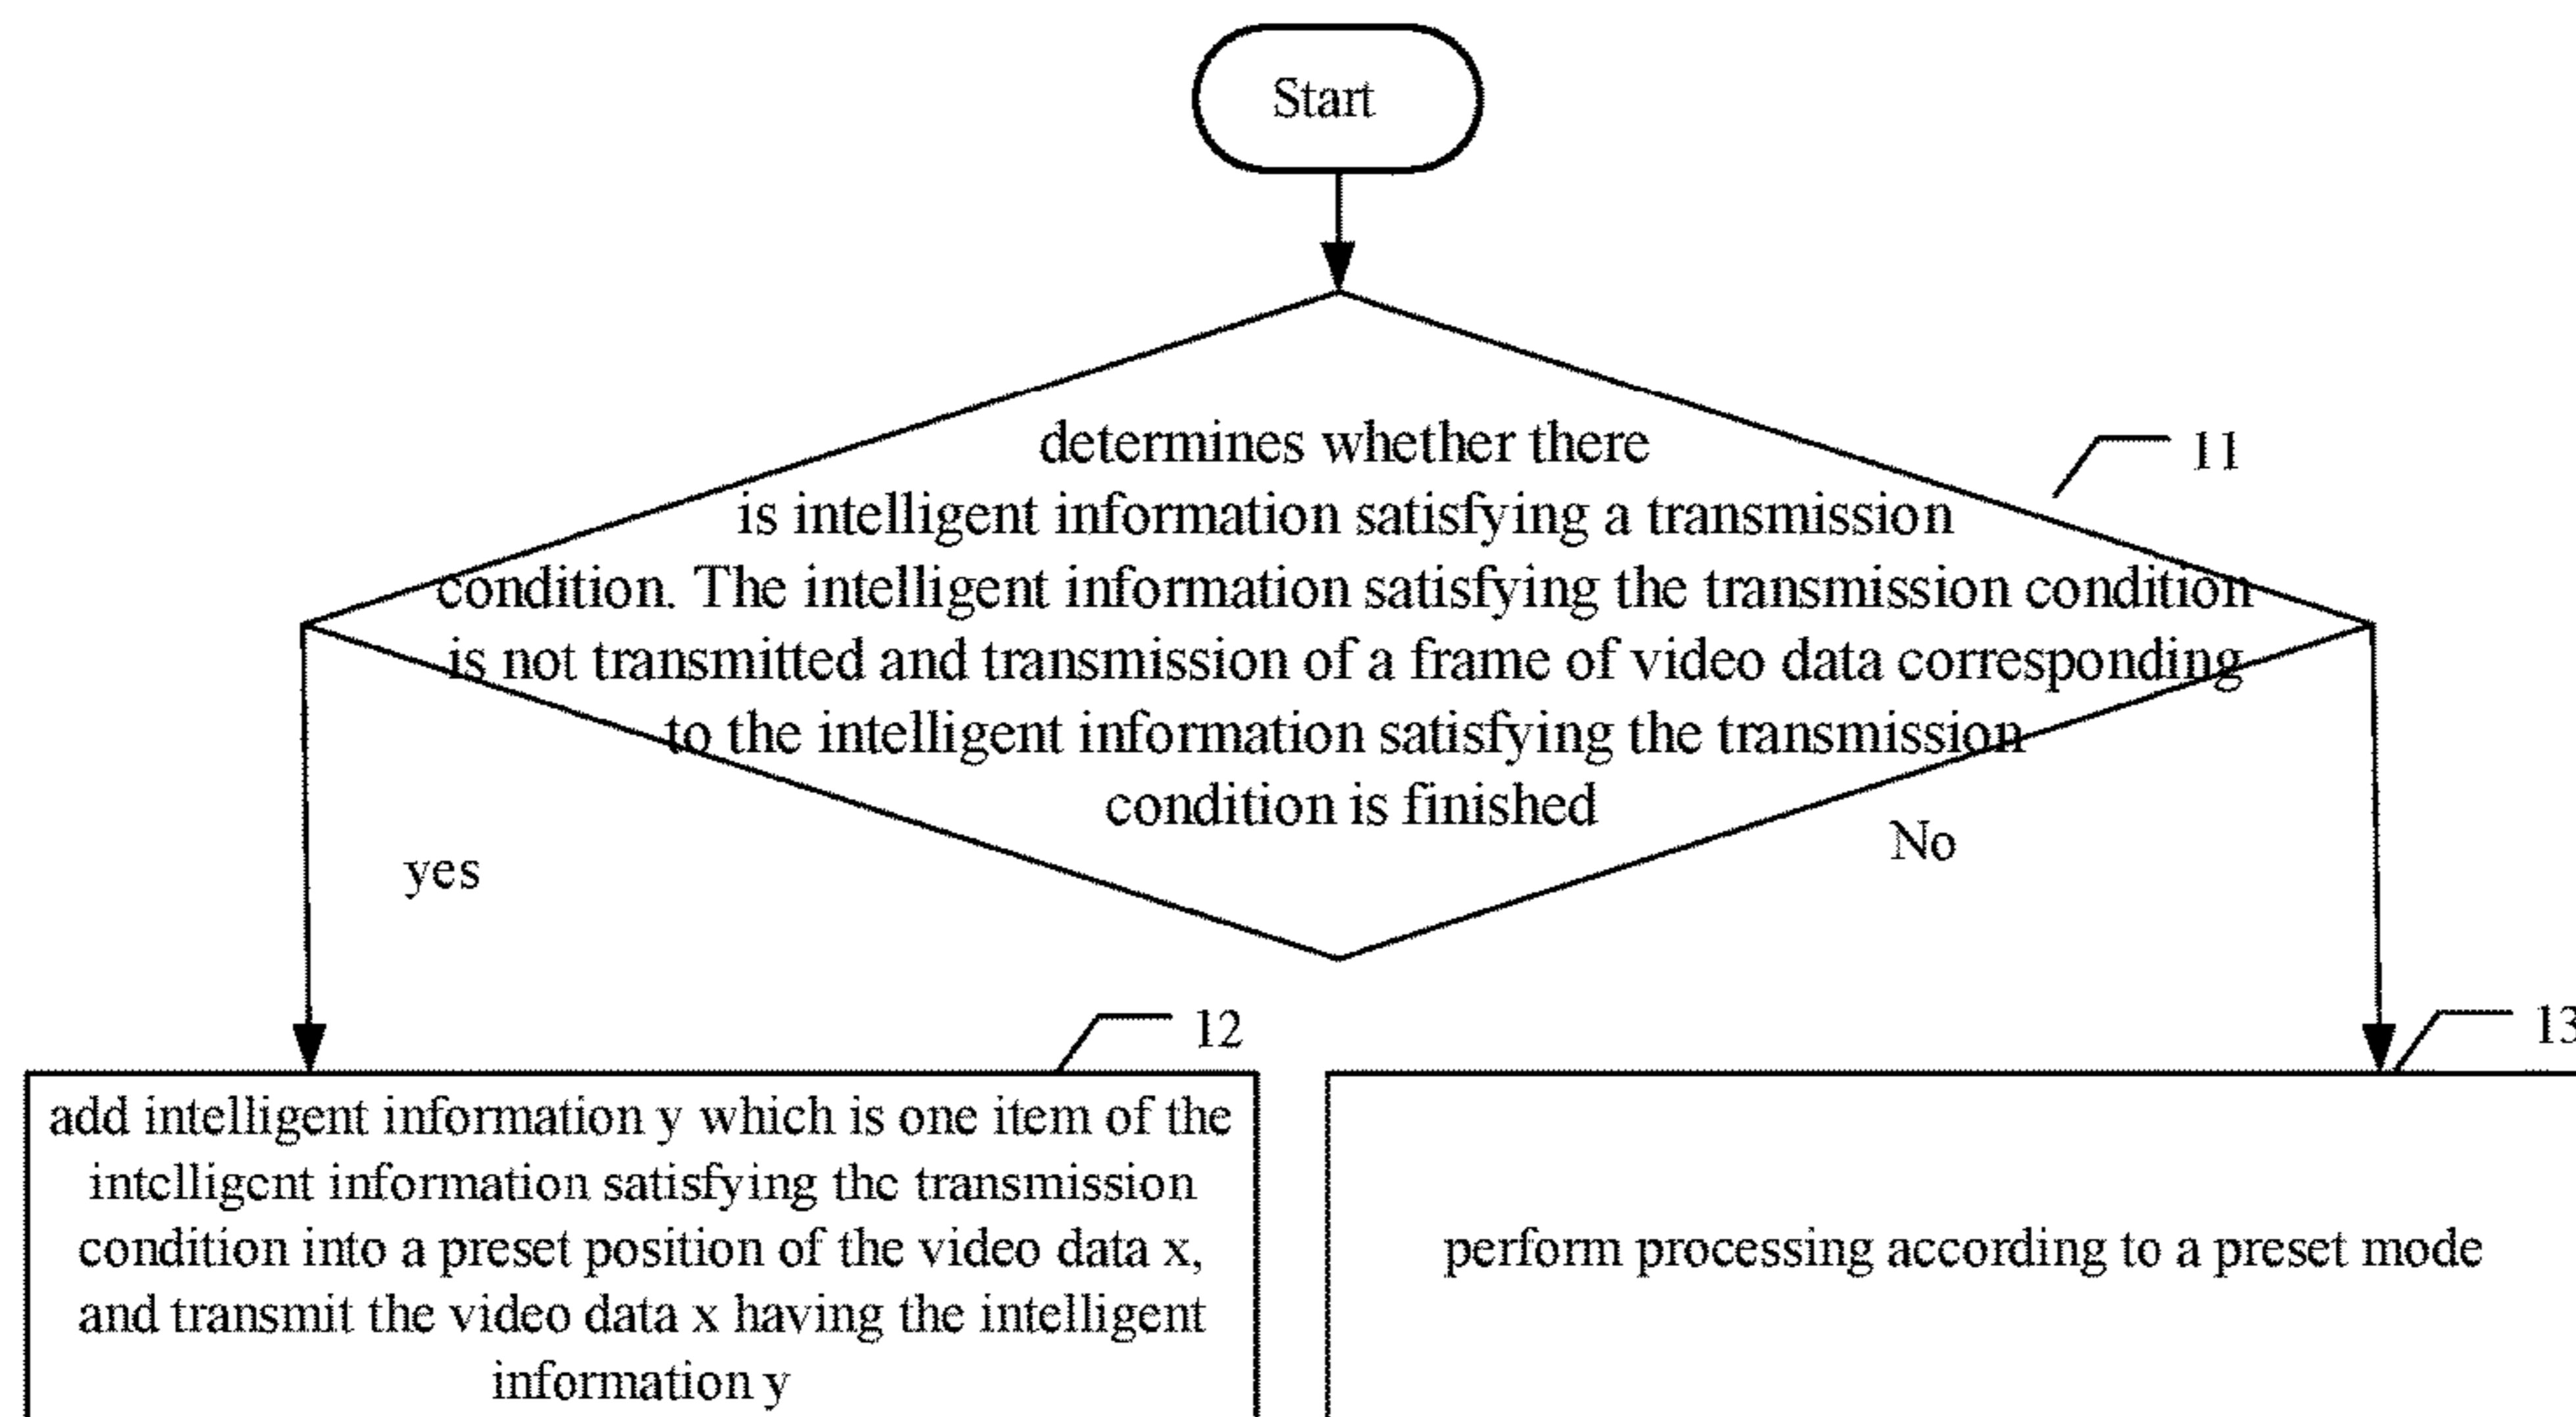 Start
determines whether there
11
is intelligent information satisfying a transmission
condition. The intelligent information satisfying the transmission condition
is not transmitted and transmission of a frame of video data corresponding
to the intelligent information satisfying the transmission
condition is finished
yes
No
12
13
add intelligent information y which is one item of the
intelligent information satisfying the transmission
condition into a preset position of the video data x,
and transmit the video data x having the intelligent
information y
perform processing according to a preset mode